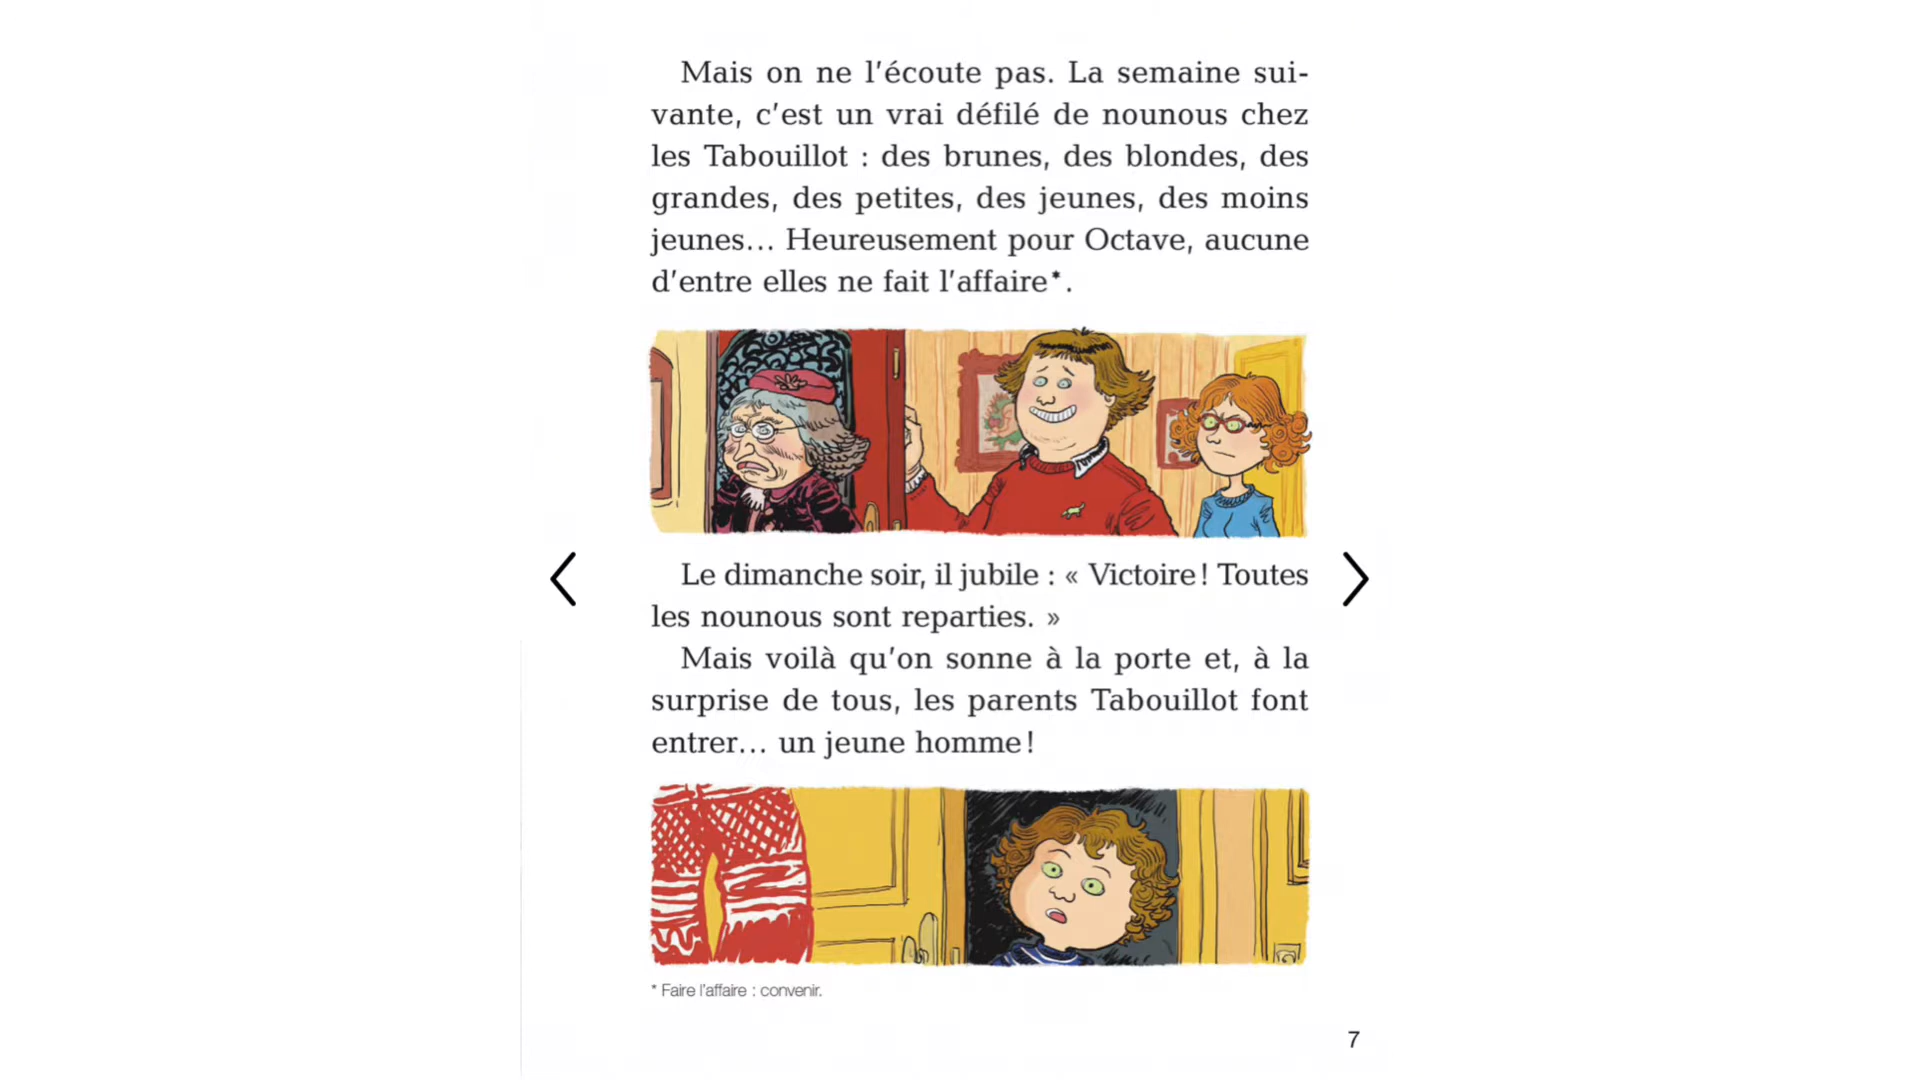 Mais on ne l’écoute pas. La semaine sui-
vante, c’est un vrai défilé de nounous chez
les Tabouillot : des brunes, des blondes, des
grandes, des petites, des jeunes, des moins
jeunes… Heureusement pour Octave, aucune
d’entre elles ne fait l’affaire*.
Le dimanche soir, il jubile : « Victoire ! Toutes
les nounous sont reparties. »
Mais voilà qu’on sonne à la porte et, à la
surprise de tous, les parents Tabouillot font
entrer… un jeune homme !
* Faire l’affaire : convenir.
7